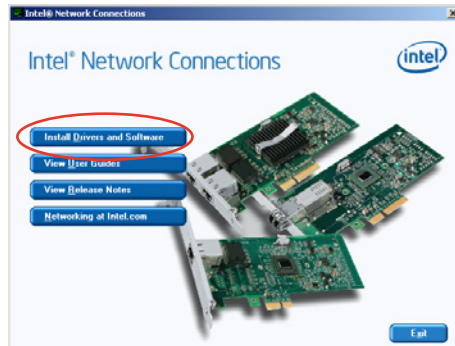 Intel® Network Connections
Intel® Network Connections
intel
Install Drivers and Software
View User Guides
View Release Notes
Networking at Intel.com
Exit